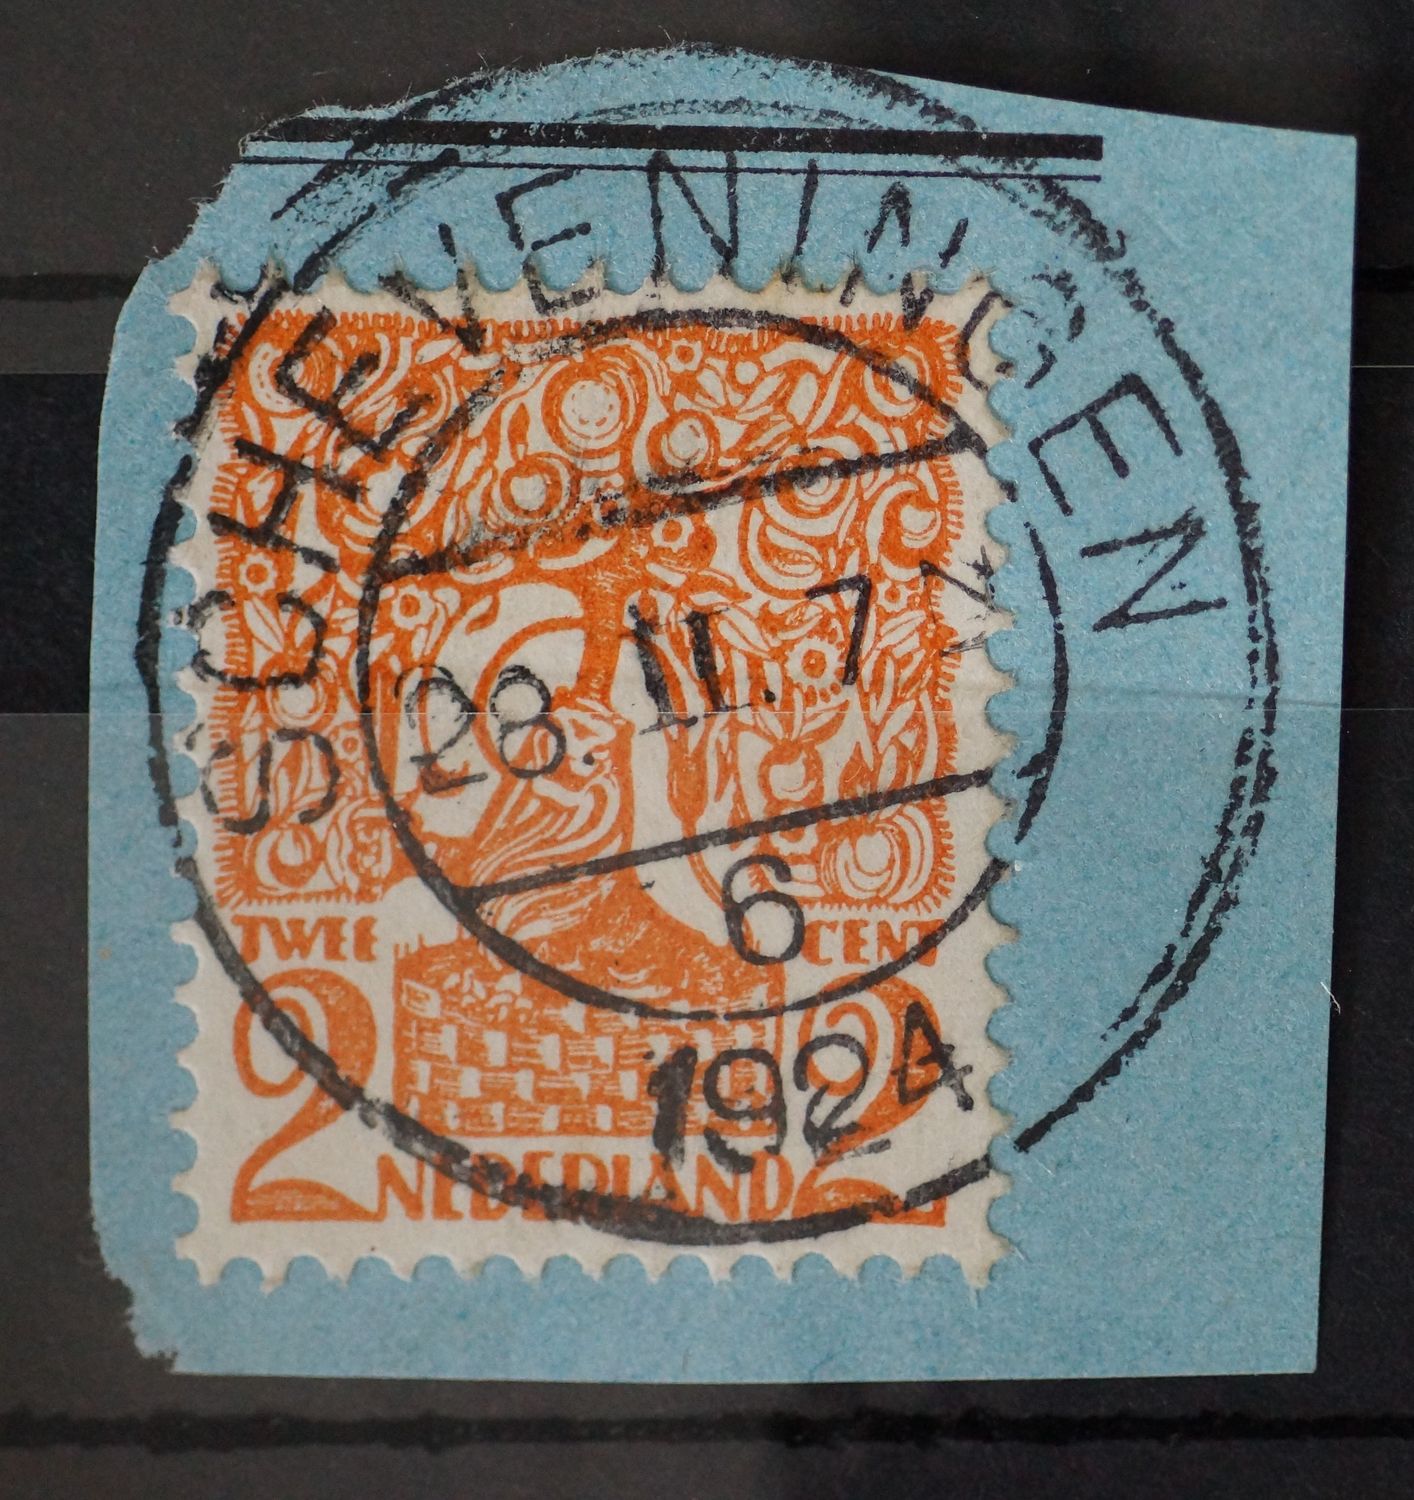 SCHEVENINGEN
28.II.7
6
1924
TWEE CENT
2 NEDERLAND 2